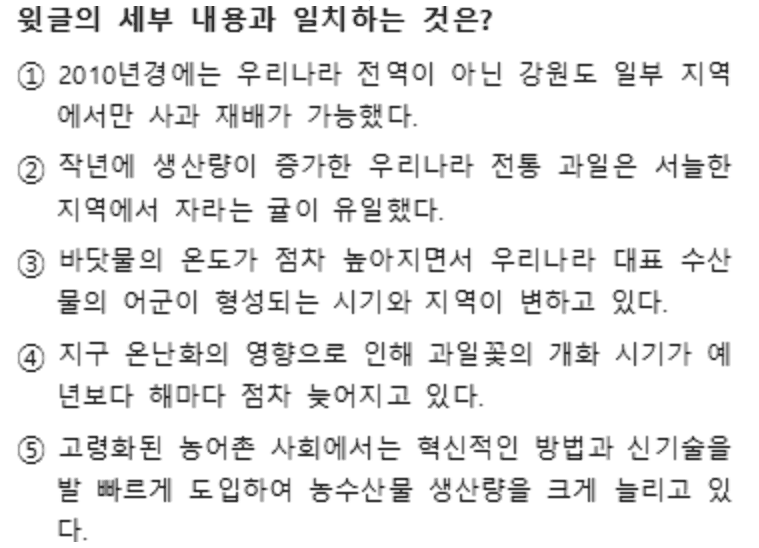 윗글의 세부 내용과 일치하는 것은?
① 2010년경에는 우리나라 전역이 아닌 강원도 일부 지역
에서만 사과 재배가 가능했다.
② 작년에 생산량이 증가한 우리나라 전통 과일은 서늘한
지역에서 자라는 귤이 유일했다.
③ 바닷물의 온도가 점차 높아지면서 우리나라 대표 수산
물의 어군이 형성되는 시기와 지역이 변하고 있다.
④ 지구 온난화의 영향으로 인해 과일꽃의 개화 시기가 예
년보다 해마다 점차 늦어지고 있다.
⑤ 고령화된 농어촌 사회에서는 혁신적인 방법과 신기술을
발 빠르게 도입하여 농수산물 생산량을 크게 늘리고 있
다.